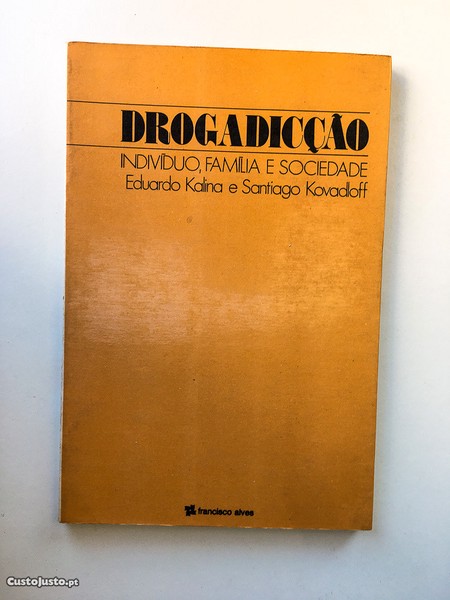 DROGADICÇÃO
INDIVÍDUO, FAMÍLIA E SOCIEDADE
Eduardo Kalina e Santiago Kovadloff
francisco alves
CustoJusto.pt